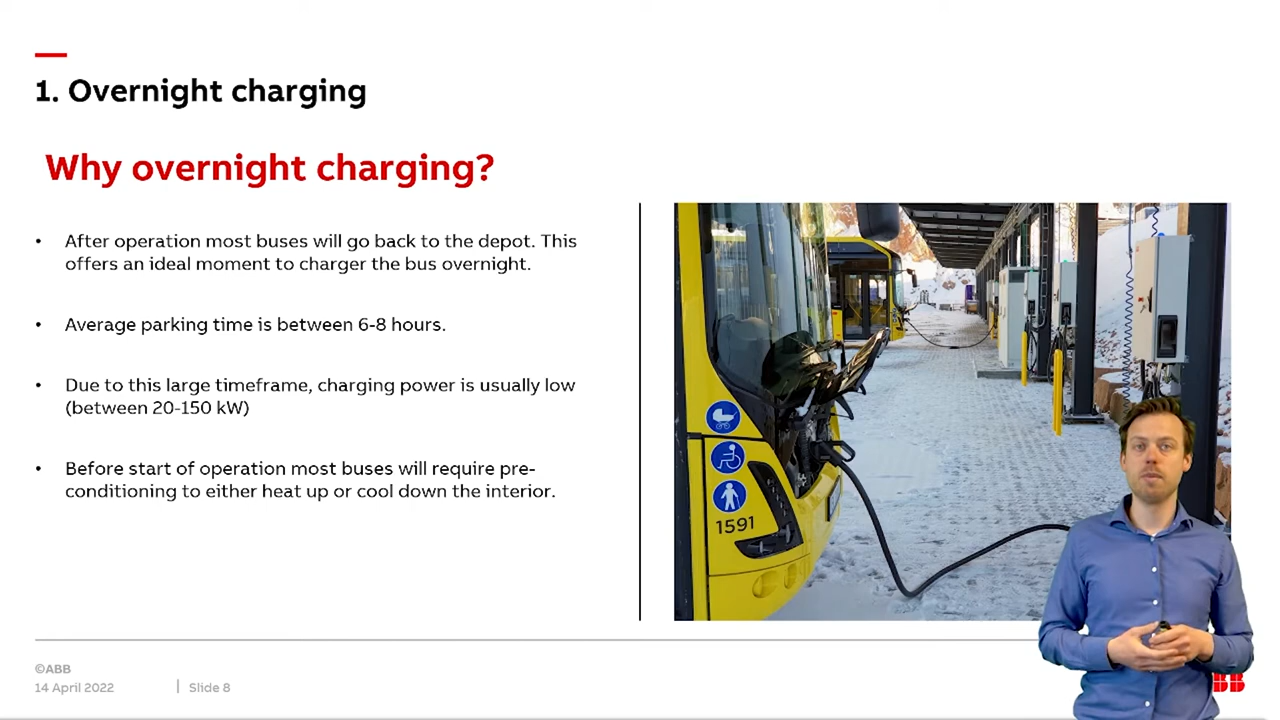 1. Overnight charging
Why overnight charging?
• After operation most buses will go back to the depot. This
offers an ideal moment to charger the bus overnight.
• Average parking time is between 6-8 hours.
• Due to this large timeframe, charging power is usually low
(between 20-150 kW)
• Before start of operation most buses will require pre-
conditioning to either heat up or cool down the interior.
1591
©ABB
14 April 2022 | Slide 8
BB